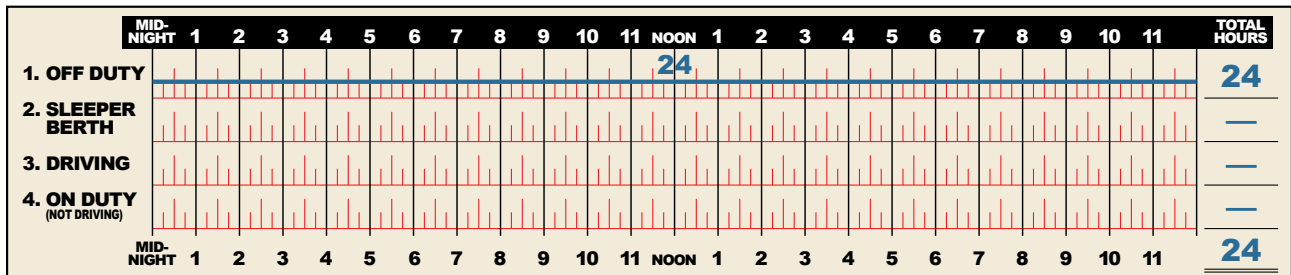 MID-NIGHT 1 2 3 4 5 6 7 8 9 10 11 NOON 1 2 3 4 5 6 7 8 9 10 11 TOTAL HOURS
24
1. OFF DUTY 24
2. SLEEPER BERTH —
3. DRIVING —
4. ON DUTY —
(NOT DRIVING)
MID-NIGHT 1 2 3 4 5 6 7 8 9 10 11 NOON 1 2 3 4 5 6 7 8 9 10 11 24